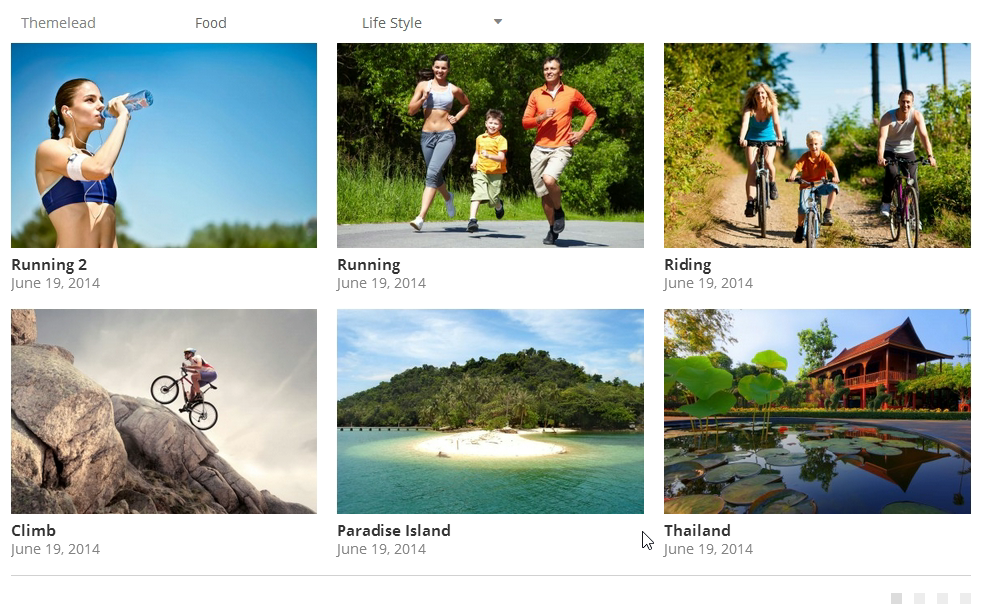 Themelead Food Life Style
Running 2 Running Riding
June 19, 2014 June 19, 2014 June 19, 2014
Climb Paradise Island Thailand
June 19, 2014 June 19, 2014 June 19, 2014